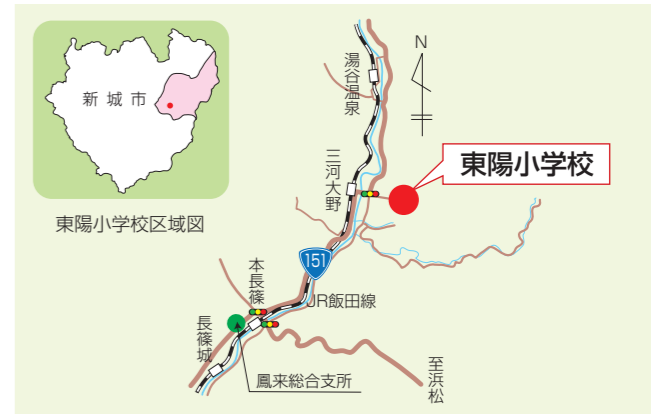 新城市
東陽小学校区域図
湯谷温泉
N
三河大野
東陽小学校
151
本長篠
JR飯田線
長篠城
鳳来総合支所
至浜松